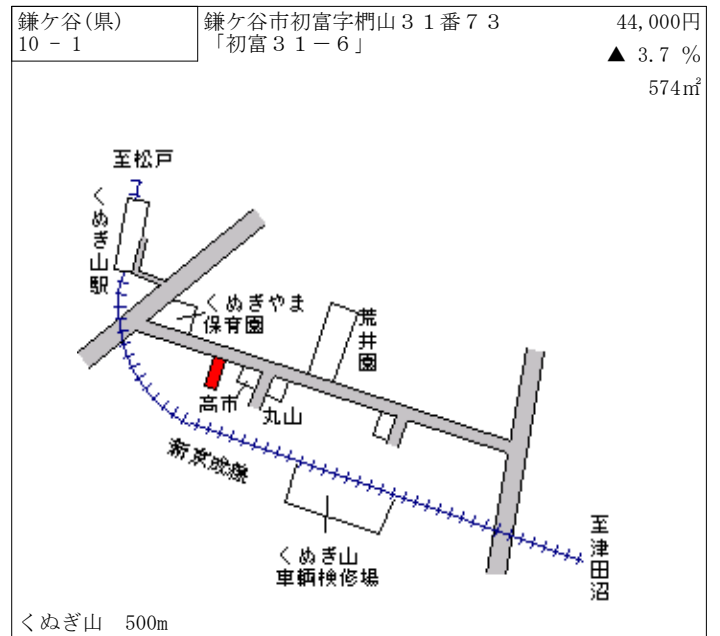 鎌ケ谷(県)
10 - 1
鎌ケ谷市初富字椚山３１番７３
「初富３１－６」
44,000円
▲ 3.7 %
574㎡
至松戸
くぬぎ山駅
くぬぎやま
保育園
荒井園
高市
丸山
新京成線
くぬぎ山
車輌検修場
至津田沼
くぬぎ山　500m